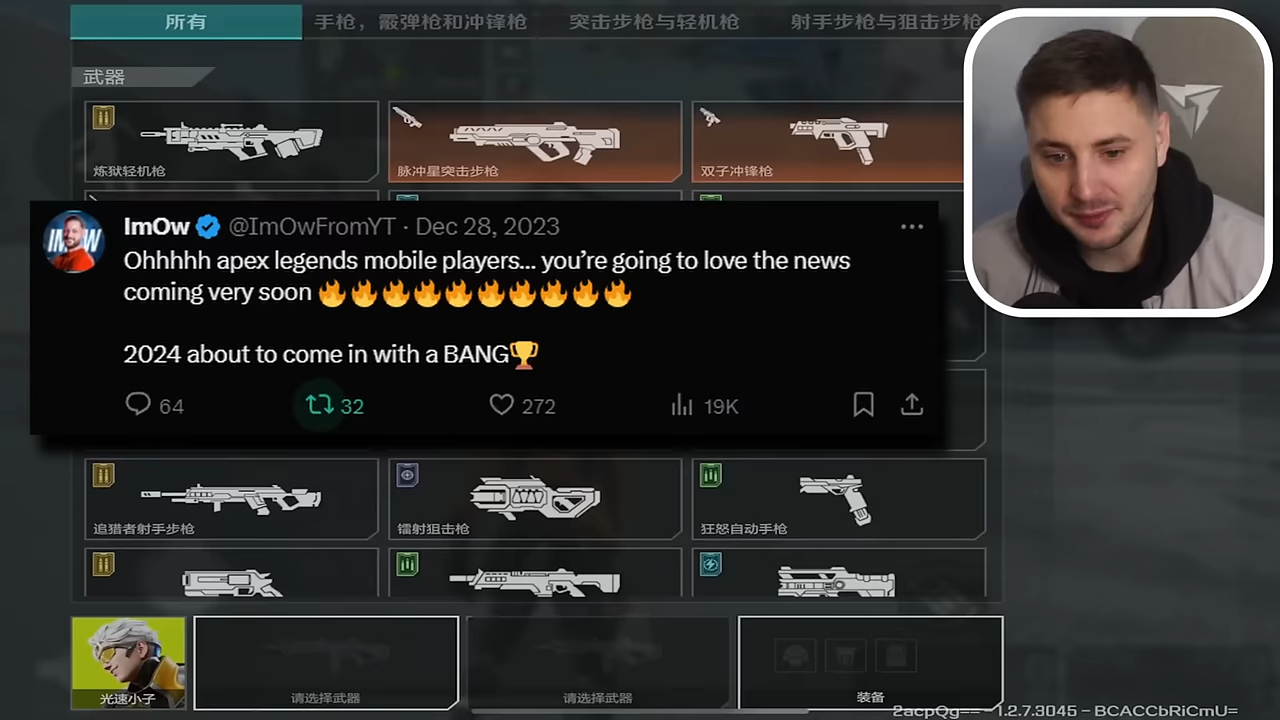 所有
手枪，霰弹枪和冲锋枪
突击步枪与轻机枪
射手步枪与狙击步枪
武器
炼狱轻机枪
脉冲星突击步枪
双子冲锋枪
ImOw @ImOwFromYT · Dec 28, 2023
Ohhhhh apex legends mobile players... you’re going to love the news
coming very soon 🔥🔥🔥🔥🔥🔥🔥🔥🔥🔥
2024 about to come in with a BANG🏆
64
32
272
19K
追猎者射手步枪
镭射狙击枪
狂怒自动手枪
光速小子
请选择武器
请选择武器
装备
2acpQg== - 1.2.7.3045 - BCACCbRiCmU=